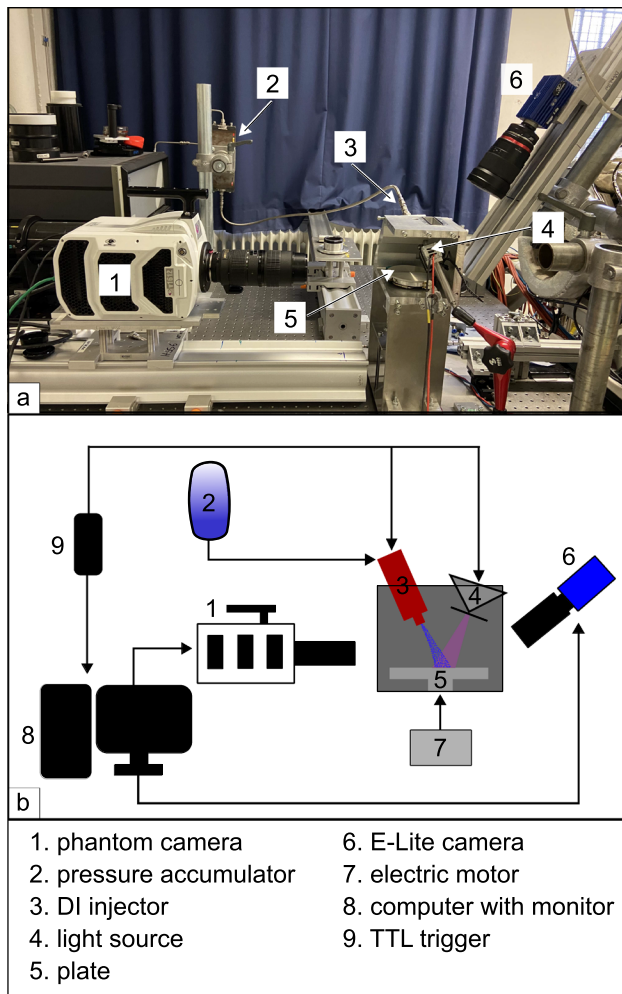 2
6
3
4
1
5
a
2
9
6
3
4
1
5
8
7
b
1. phantom camera
2. pressure accumulator
3. DI injector
4. light source
5. plate
6. E-Lite camera
7. electric motor
8. computer with monitor
9. TTL trigger